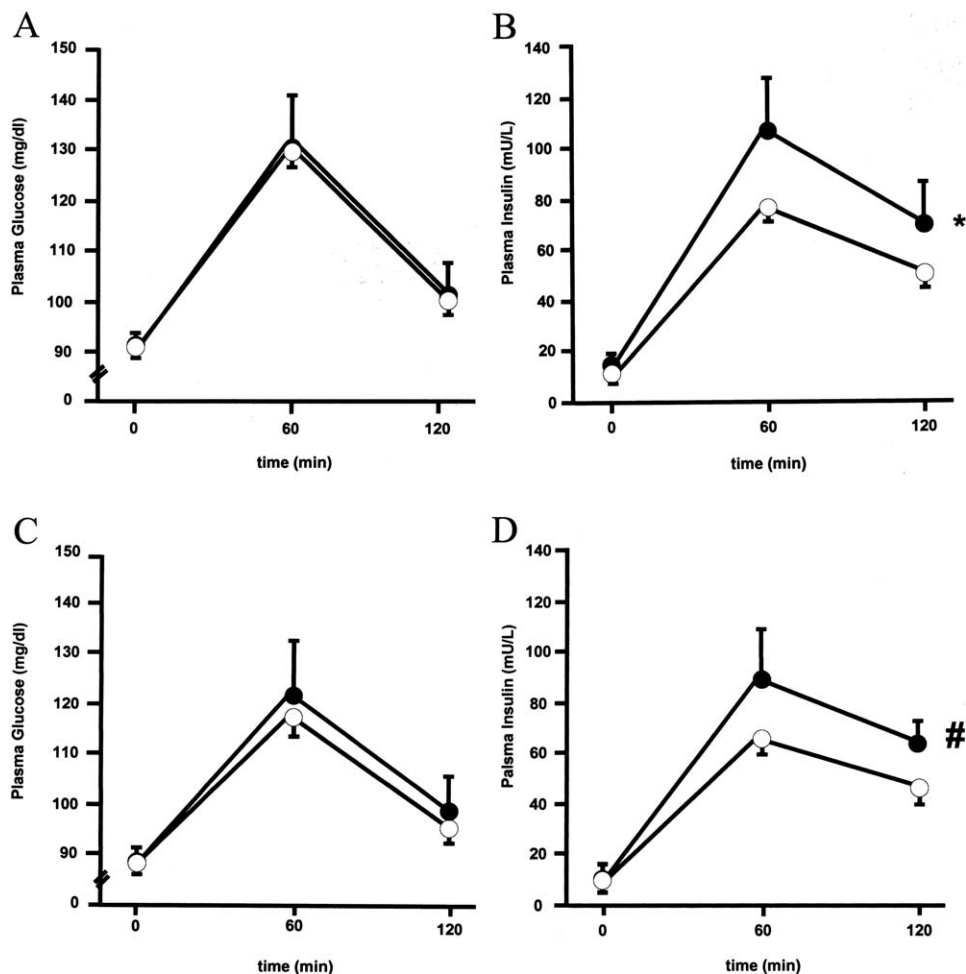 A
Plasma Glucose (mg/dl)
150
140
130
120
110
100
90
0
0 60 120
time (min)
B
Plasma Insulin (mU/L)
140
120
100
80
60
40
20
0
*
0 60 120
time (min)
C
Plasma Glucose (mg/dl)
150
140
130
120
110
100
90
0
0 60 120
time (min)
D
Palsma Insulin (mU/L)
140
120
100
80
60
40
20
0
#
0 60 120
time (min)